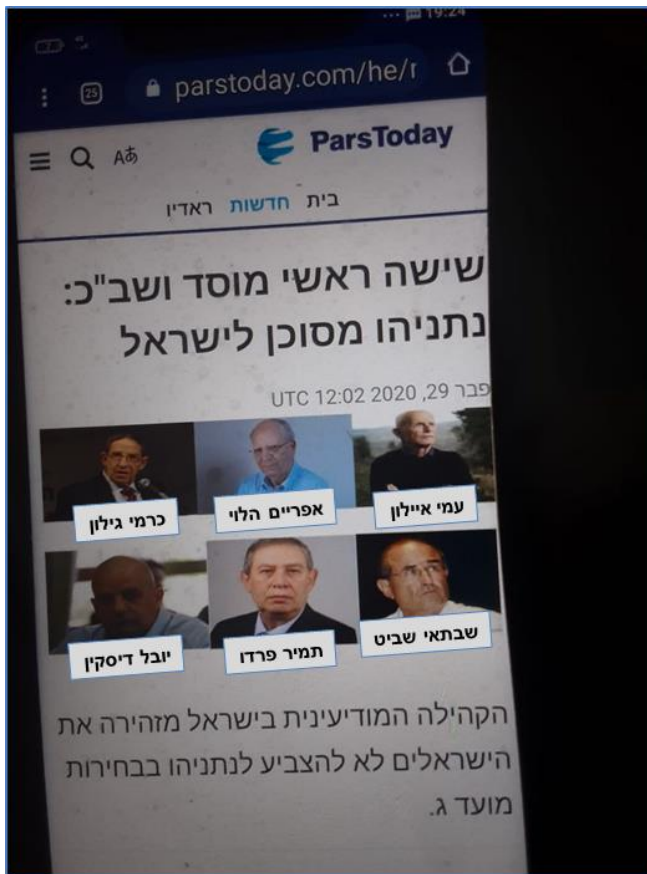 19:24
25
parstoday.com/he/r
ParsToday
בית חדשות ראדיו
שישה ראשי מוסד ושב"כ:
נתניהו מסוכן לישראל
פבר 29, 2020 12:02 UTC
עמי איילון אפריים הלוי כרמי גילון
שבתאי שביט תמיר פרדו יובל דיסקין
הקהילה המודיעינית בישראל מזהירה את
הישראלים לא להצביע לנתניהו בבחירות
מועד ג.